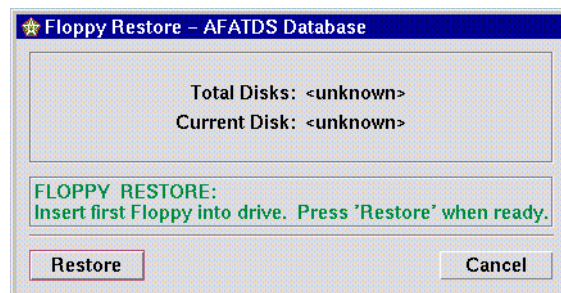 Floppy Restore – AFATDS Database
Total Disks: <unknown>
Current Disk: <unknown>
FLOPPY RESTORE:
Insert first Floppy into drive. Press 'Restore' when ready.
Restore
Cancel